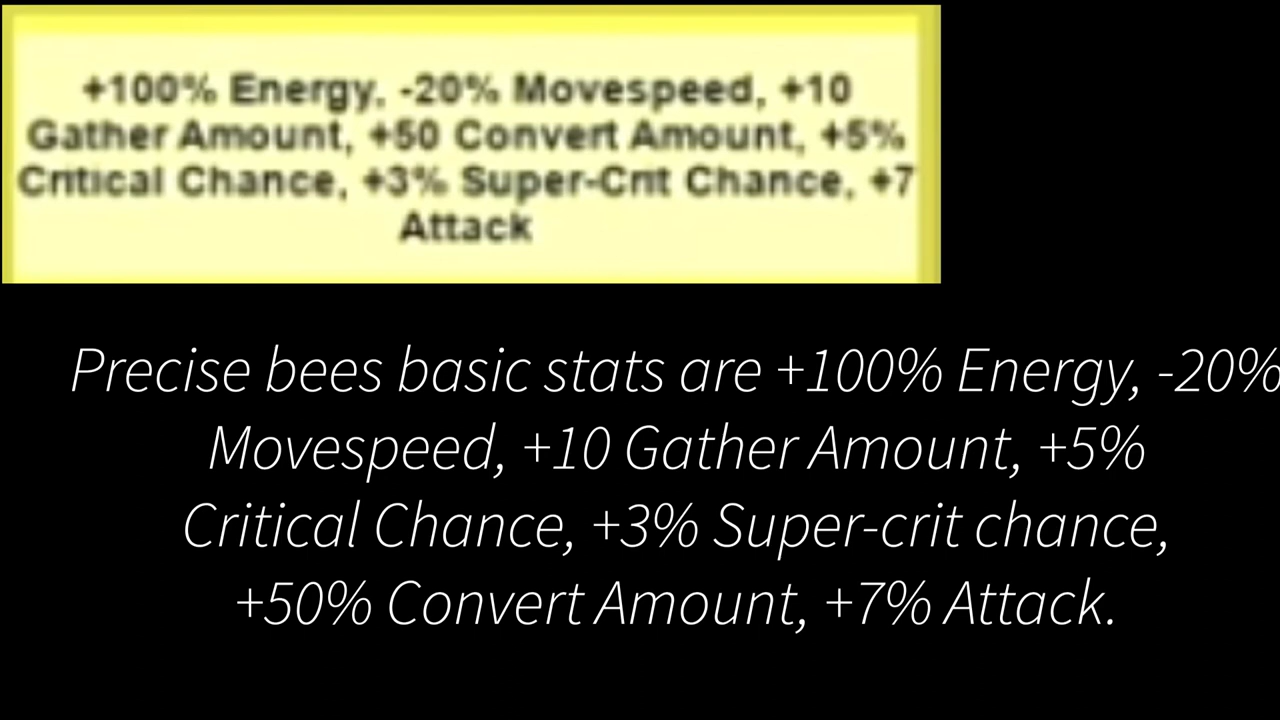 +100% Energy, -20% Movespeed, +10
Gather Amount, +50 Convert Amount, +5%
Critical Chance, +3% Super-Crit Chance, +7
Attack
Precise bees basic stats are +100% Energy, -20%
Movespeed, +10 Gather Amount, +5%
Critical Chance, +3% Super-crit chance,
+50% Convert Amount, +7% Attack.